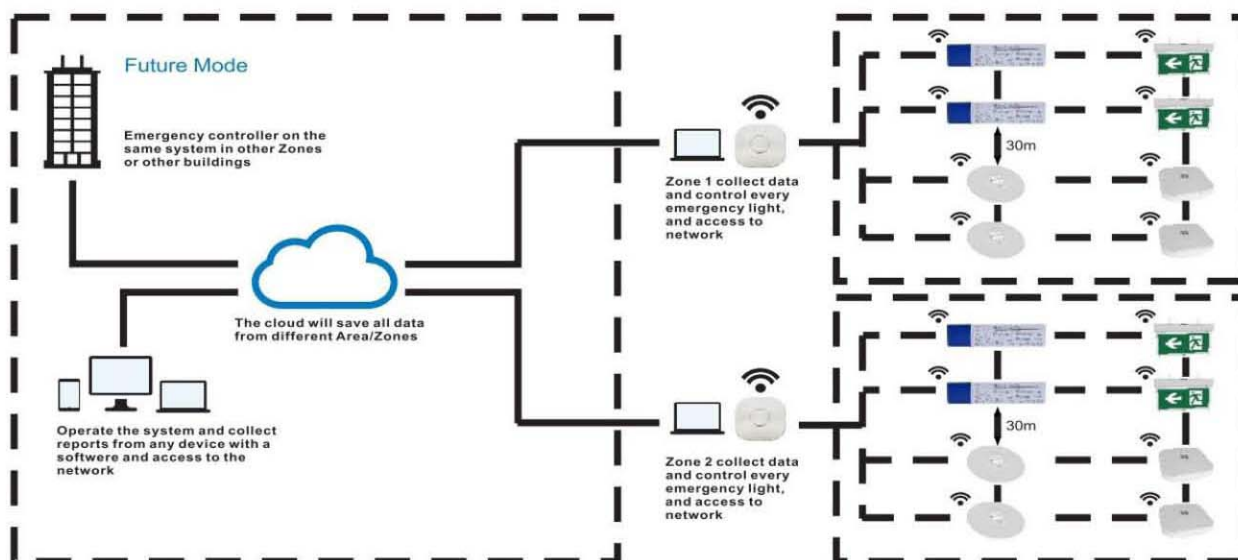 Future Mode
Emergency controller on the
same system in other Zones
or other buildings
The cloud will save all data
from different Area/Zones
Operate the system and collect
reports from any device with a
softwere and access to the
network
Zone 1 collect data
and control every
emergency light,
and access to
network
30m
Zone 2 collect data
and control every
emergency light,
and access to
network
30m